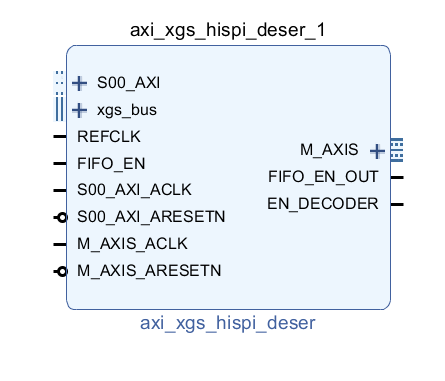 axi_xgs_hispi_deser_1
S00_AXI
xgs_bus
REFCLK
FIFO_EN
S00_AXI_ACLK
S00_AXI_ARESETN
M_AXIS_ACLK
M_AXIS_ARESETN
M_AXIS
FIFO_EN_OUT
EN_DECODER
axi_xgs_hispi_deser